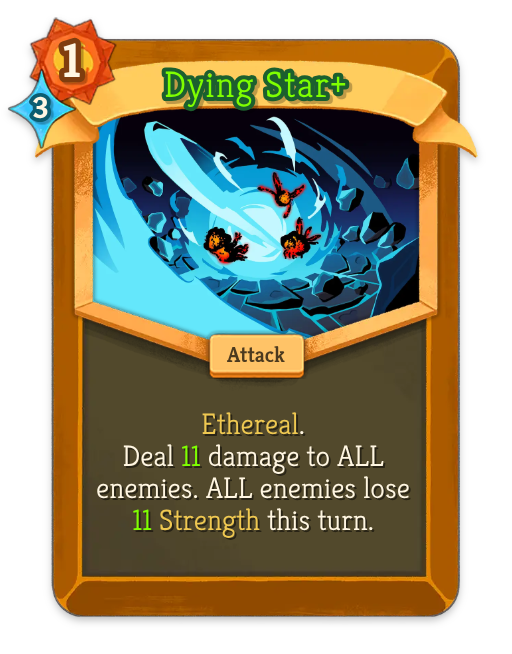 1
3
Dying Star+
Attack
Ethereal.
Deal 11 damage to ALL
enemies. ALL enemies lose
11 Strength this turn.